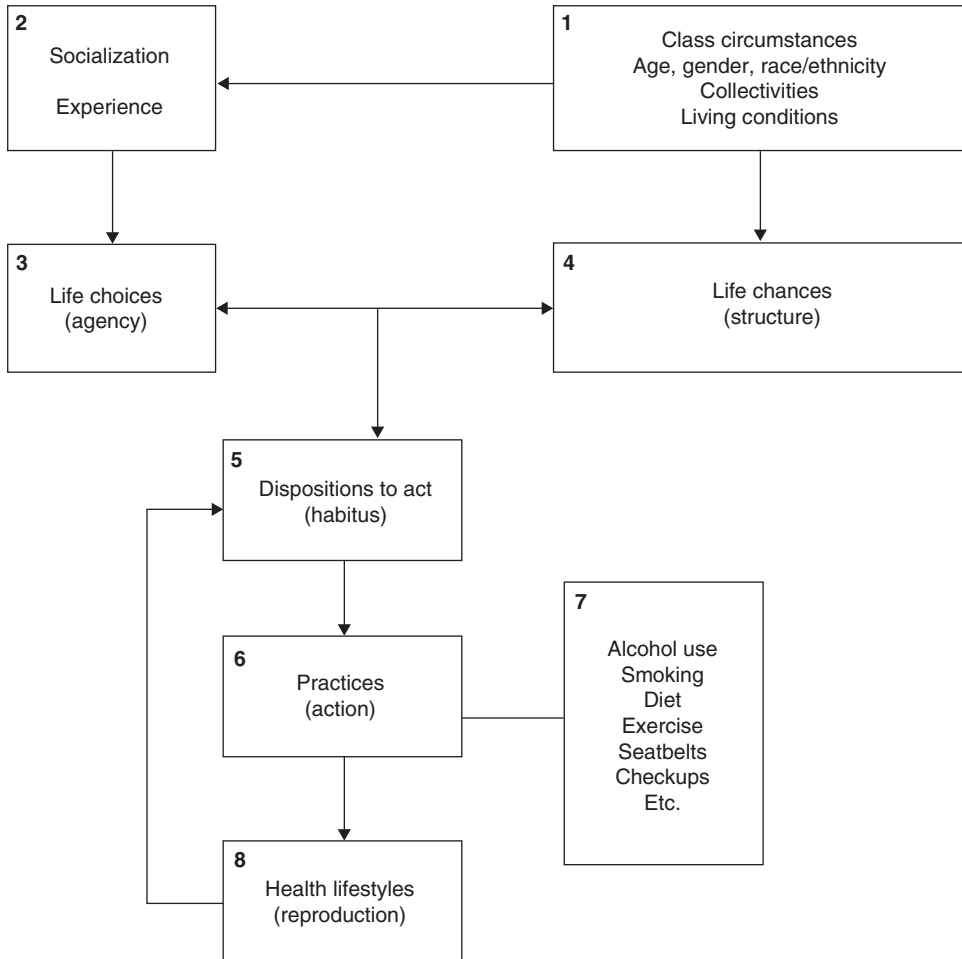 2
Socialization
Experience
1
Class circumstances
Age, gender, race/ethnicity
Collectivities
Living conditions
3
Life choices
(agency)
4
Life chances
(structure)
5
Dispositions to act
(habitus)
6
Practices
(action)
7
Alcohol use
Smoking
Diet
Exercise
Seatbelts
Checkups
Etc.
8
Health lifestyles
(reproduction)